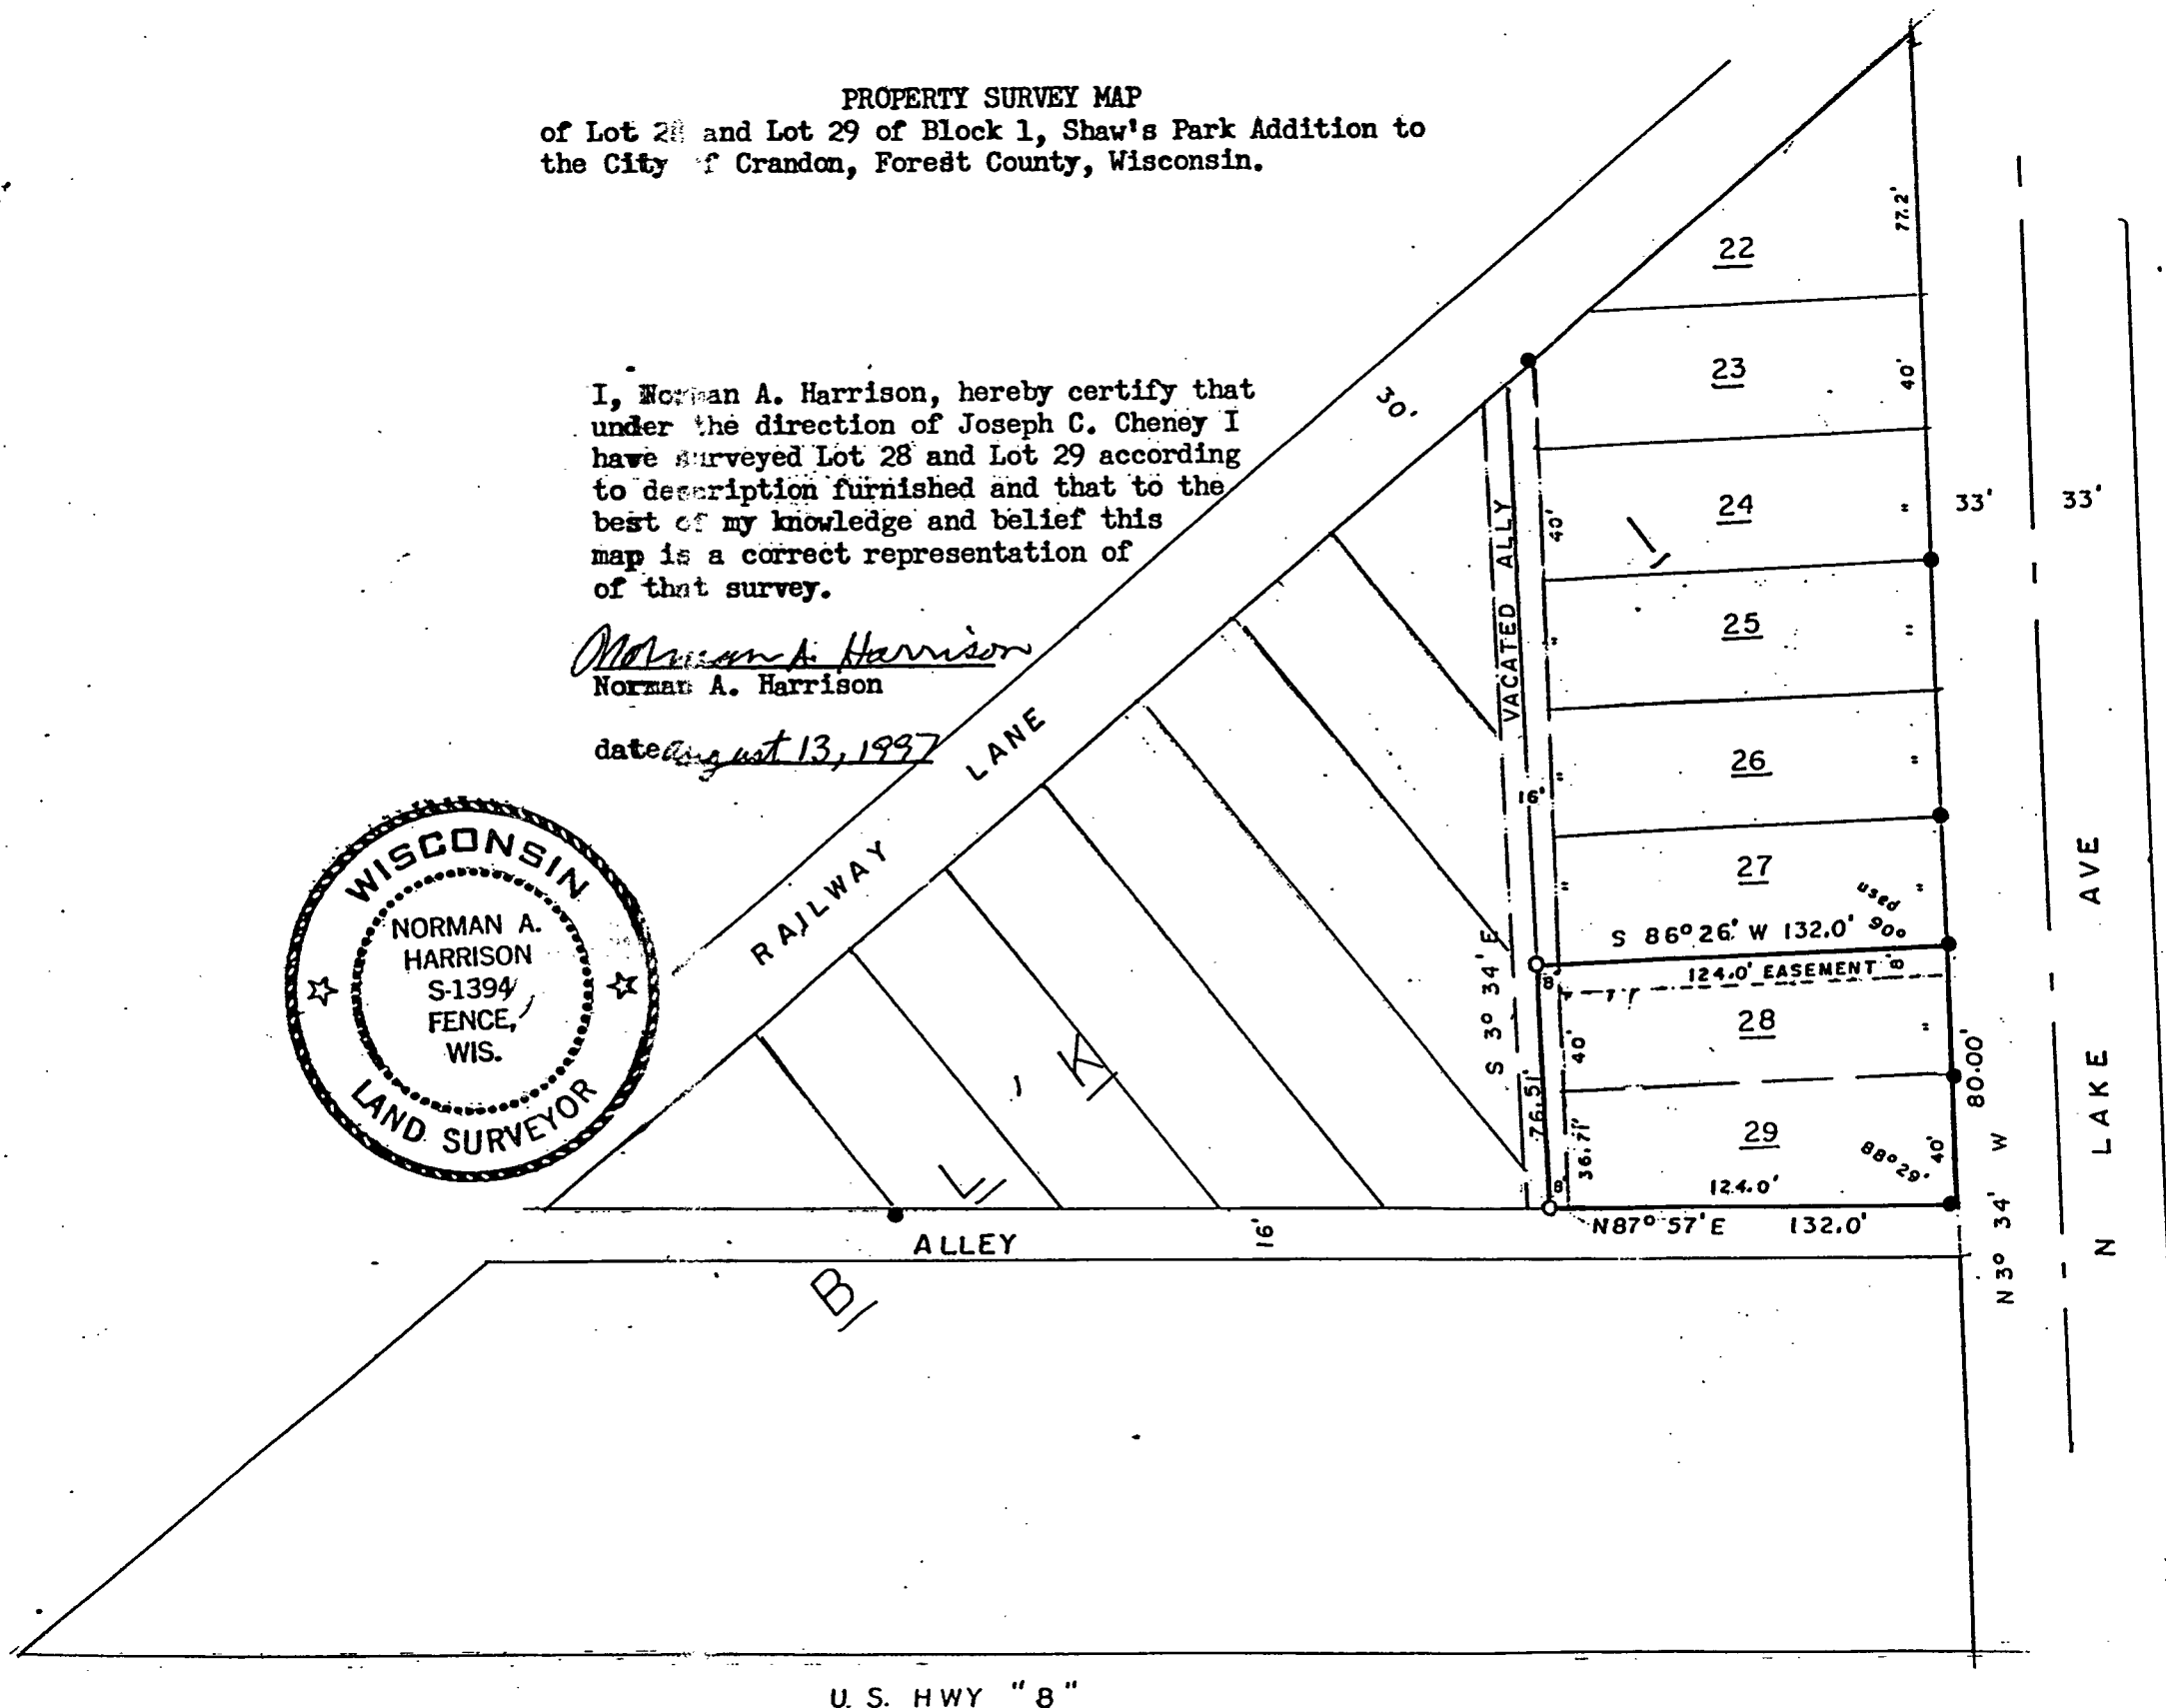 PROPERTY SURVEY MAP
of Lot 28 and Lot 29 of Block 1, Shaw's Park Addition to
the City of Crandon, Forest County, Wisconsin.
I, Norman A. Harrison, hereby certify that
under the direction of Joseph C. Cheney I
have surveyed Lot 28 and Lot 29 according
to description furnished and that to the
best of my knowledge and belief this
map is a correct representation of
of that survey.
Norman A. Harrison
Norman A. Harrison
date august 13, 1997
WISCONSIN
NORMAN A.
HARRISON
S-1394
FENCE,
WIS.
LAND SURVEYOR
RAILWAY LANE
30'
22
77.2'
23
40'
24
"
40'
33'
33'
25
"
"
26
"
"
27
"
"
VACATED ALLY
16'
used
90°
S 86° 26' W 132.0'
124.0' EASEMENT 8'
8'
28
"
40'
S 3° 34' E
76.51'
36.71'
8'
29
40'
88° 29'
124.0'
N 87° 57' E 132.0'
80.00'
N 3° 34' W
N LAKE AVE
ALLEY
16'
B L K , 1
U. S. HWY "8"